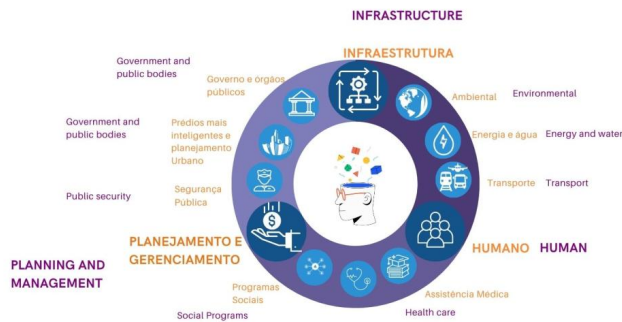 INFRASTRUCTURE
INFRAESTRUTURA
Government and
public bodies
Governo e órgãos
públicos
Ambiental
Environmental
Government and
public bodies
Prédios mais
inteligentes e
planejamento
Urbano
Energia e água
Energy and water
Public security
Segurança
Pública
Transporte
Transport
$
PLANEJAMENTO E
GERENCIAMENTO
HUMANO
HUMAN
PLANNING AND
MANAGEMENT
Programas
Sociais
Social Programs
Assistência Médica
Health care